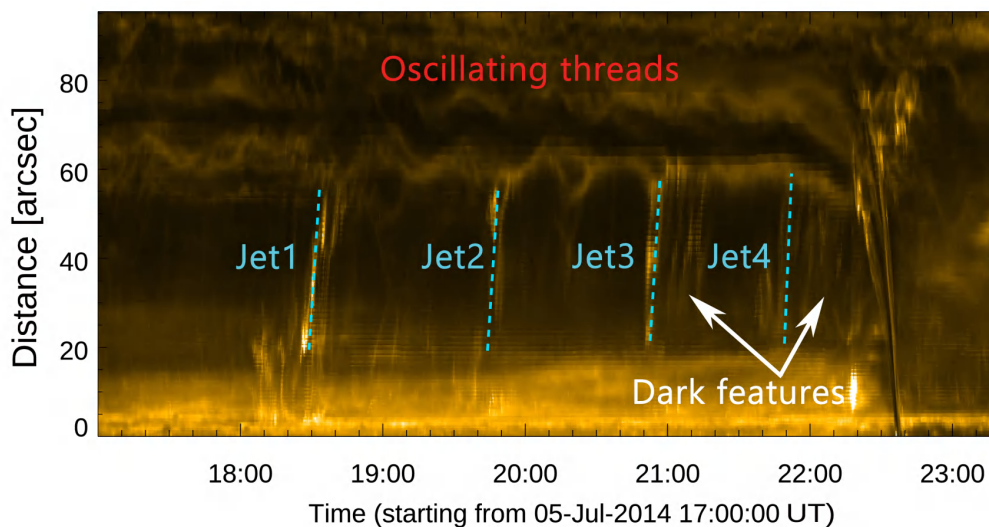 Oscillating threads
Distance [arcsec]
80
60
40
20
0
Jet1
Jet2
Jet3
Jet4
Dark features
18:00
19:00
20:00
21:00
22:00
23:00
Time (starting from 05-Jul-2014 17:00:00 UT)